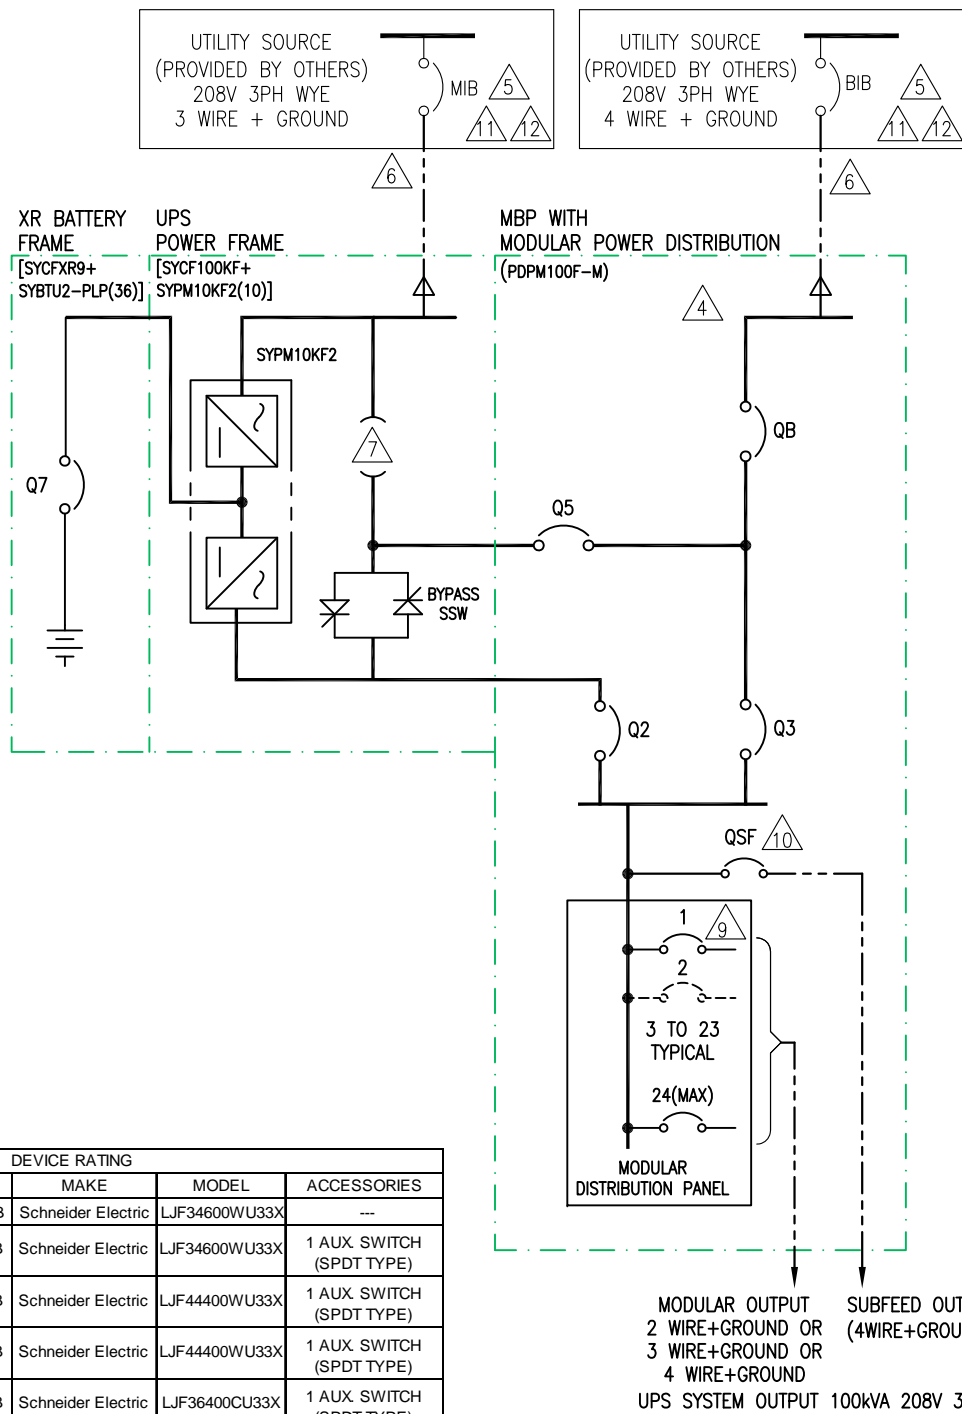 UTILITY SOURCE
(PROVIDED BY OTHERS)
208V 3PH WYE
3 WIRE + GROUND
MIB
5
11
12
UTILITY SOURCE
(PROVIDED BY OTHERS)
208V 3PH WYE
4 WIRE + GROUND
BIB
5
11
12
6
6
XR BATTERY
FRAME
[SYCFXR9+
SYBTU2-PLP(36)]
UPS
POWER FRAME
[SYCF100KF+
SYPM10KF2(10)]
MBP WITH
MODULAR POWER DISTRIBUTION
(PDPM100F-M)
4
SYPM10KF2
7
QB
Q7
Q5
BYPASS
SSW
Q2
Q3
QSF
10
1
9
2
3 TO 23
TYPICAL
24(MAX)
MODULAR
DISTRIBUTION PANEL
DEVICE RATING
MAKE MODEL ACCESSORIES
Schneider Electric LJF34600WU33X ---
Schneider Electric LJF34600WU33X 1 AUX. SWITCH
(SPDT TYPE)
Schneider Electric LJF44400WU33X 1 AUX. SWITCH
(SPDT TYPE)
Schneider Electric LJF44400WU33X 1 AUX. SWITCH
(SPDT TYPE)
Schneider Electric LJF36400CU33X 1 AUX. SWITCH
(SPDT TYPE)
MODULAR OUTPUT
2 WIRE+GROUND OR
3 WIRE+GROUND OR
4 WIRE+GROUND
SUBFEED OUT
(4WIRE+GROU
UPS SYSTEM OUTPUT 100kVA 208V 3